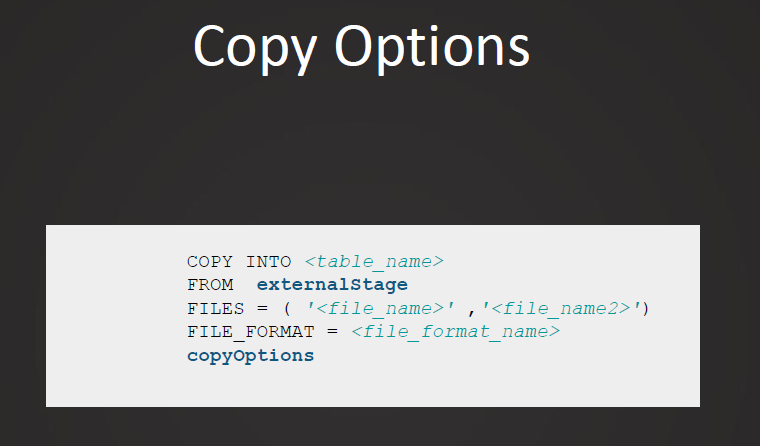 Copy Options
COPY INTO <table_name>
FROM  externalStage
FILES = ( '<file_name>' ,'<file_name2>')
FILE_FORMAT = <file_format_name>
copyOptions